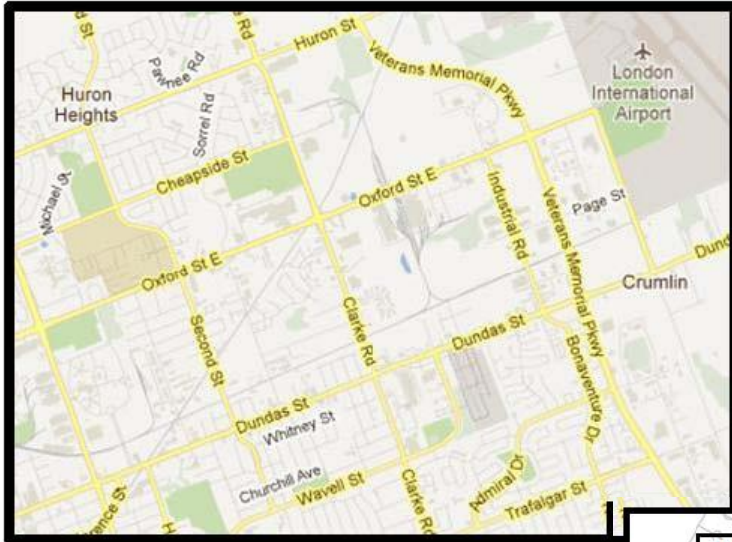 Rd
Huron St
Pawnee Rd
Veterans Memorial Pkwy
London
International
Airport
Huron
Heights
Sorrel Rd
Cheapside St
Michael St
Oxford St E
Industrial Rd
Page St
Veterans Memorial Pkwy
Oxford St E
Crumlin
Clarke Rd
Second St
Dundas St
Bonaventure Dr
Dundas St
Whitney St
Churchill Ave
Wavell St
Clarke Rd
Admiral Dr
Trafalgar St